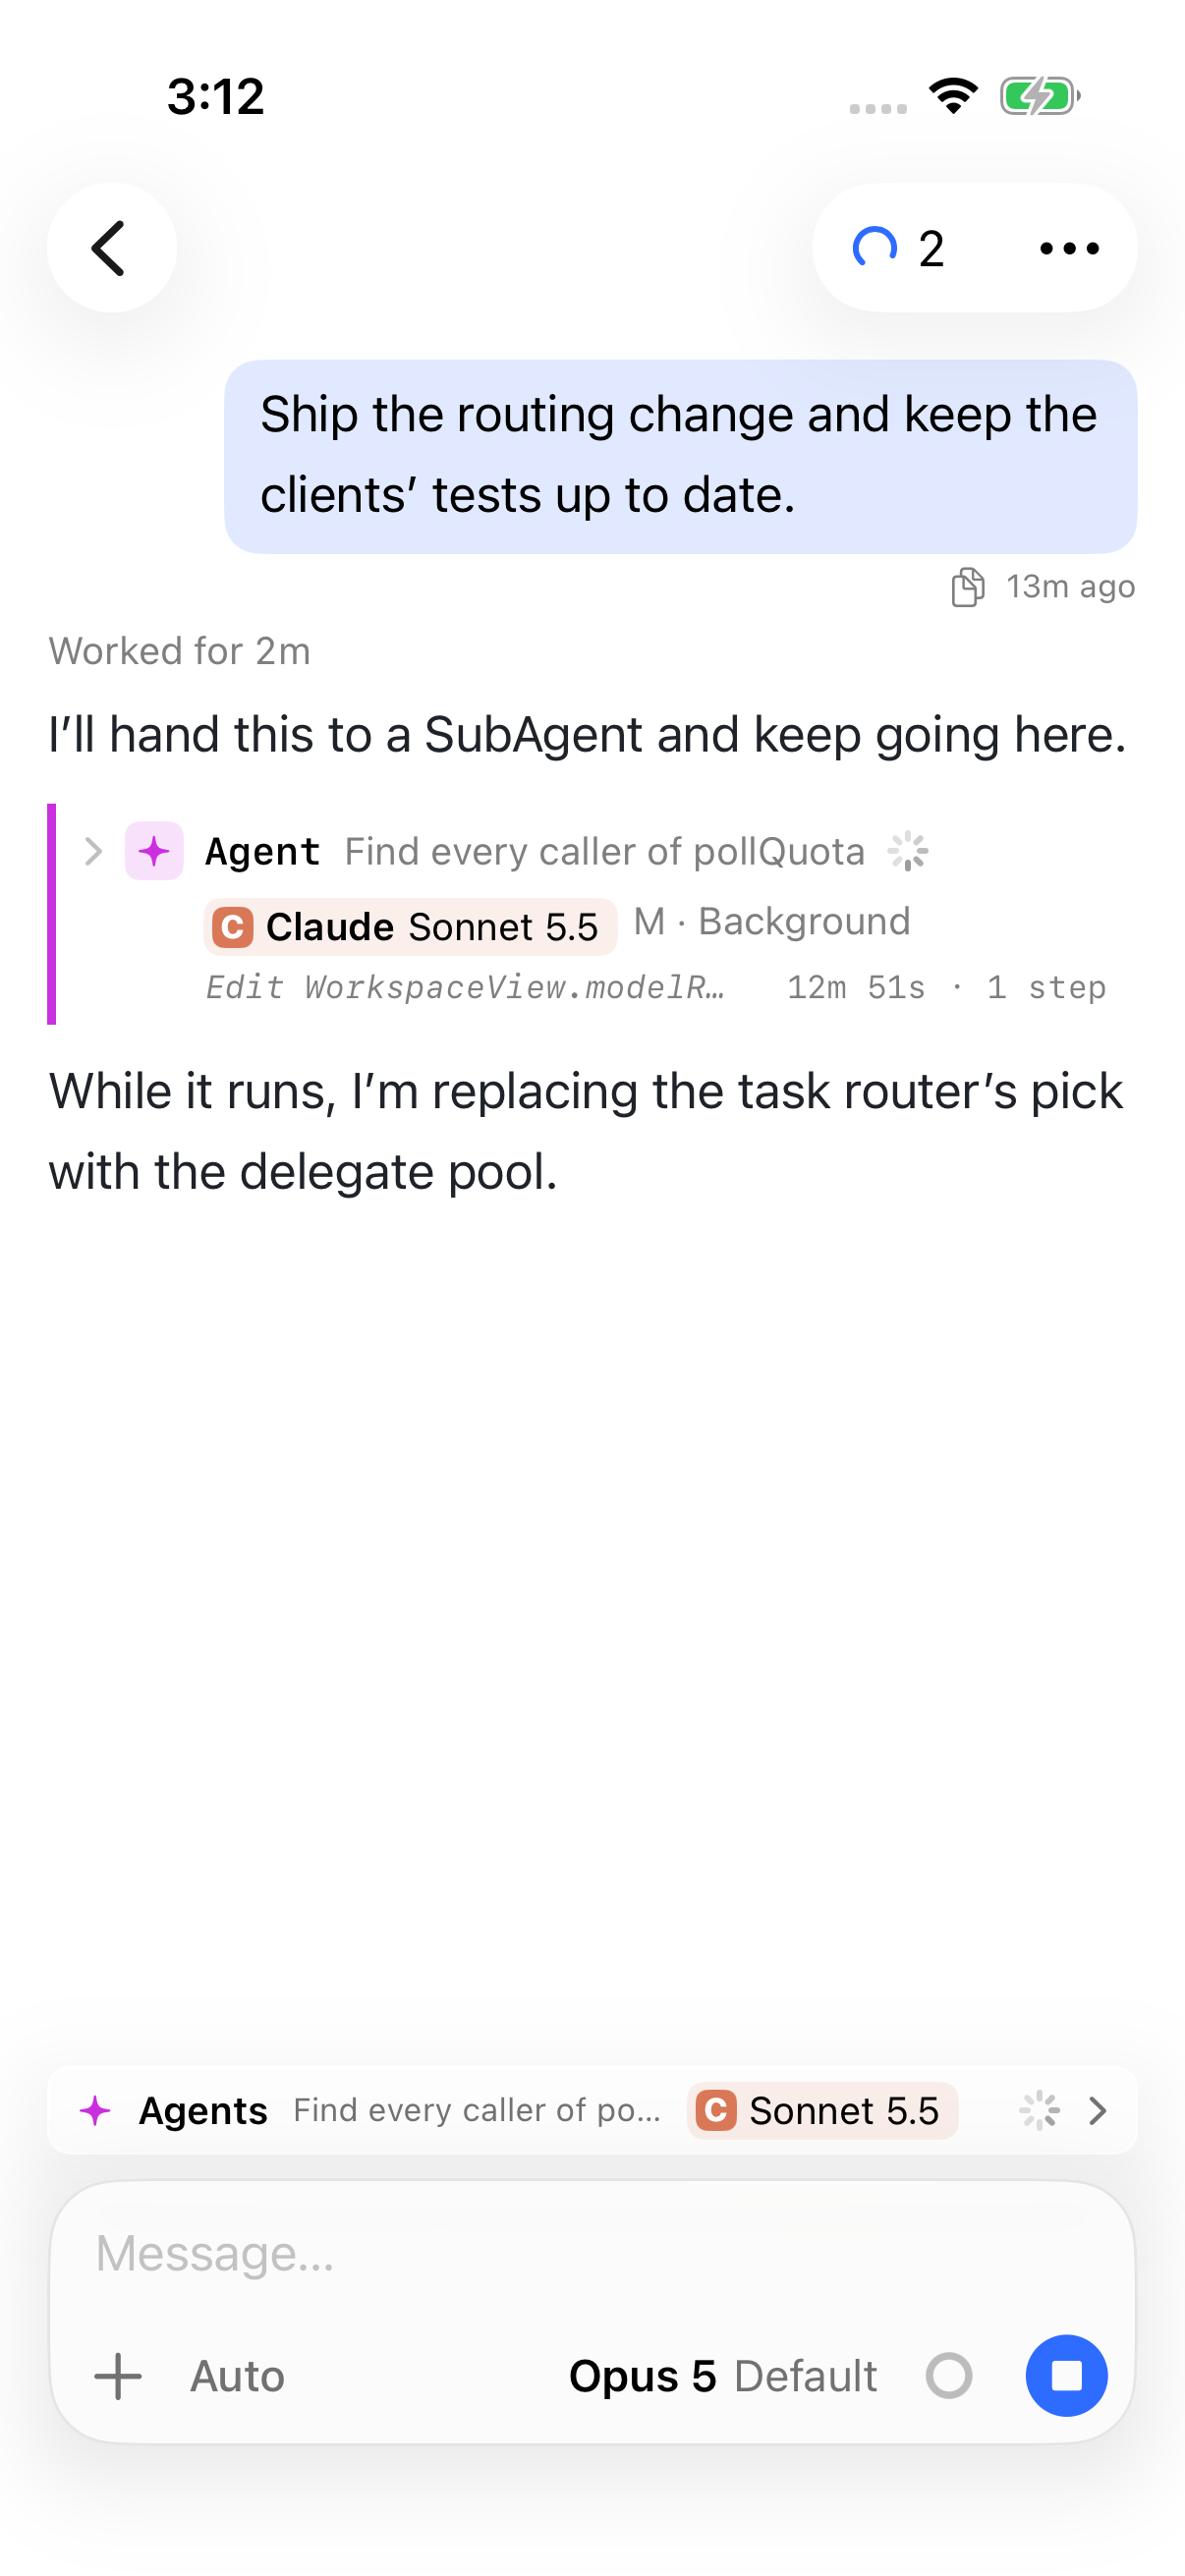 3:12
2
Ship the routing change and keep the
clients’ tests up to date.
13m ago
Worked for 2m
I’ll hand this to a SubAgent and keep going here.
Agent Find every caller of pollQuota
C Claude Sonnet 5.5 M · Background
Edit WorkspaceView.modelR… 12m 51s · 1 step
While it runs, I’m replacing the task router’s pick
with the delegate pool.
Agents Find every caller of po... C Sonnet 5.5
Message...
Auto Opus 5 Default